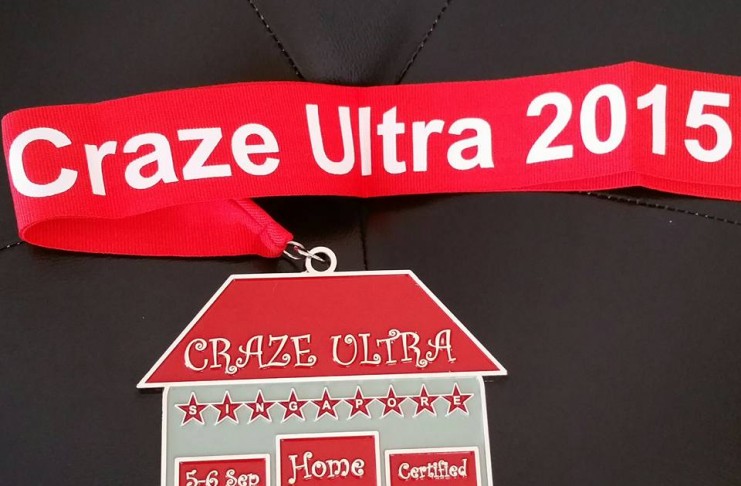 Craze Ultra 2015
CRAZE ULTRA
SINGAPORE
5-6 Sep
Home
Certified